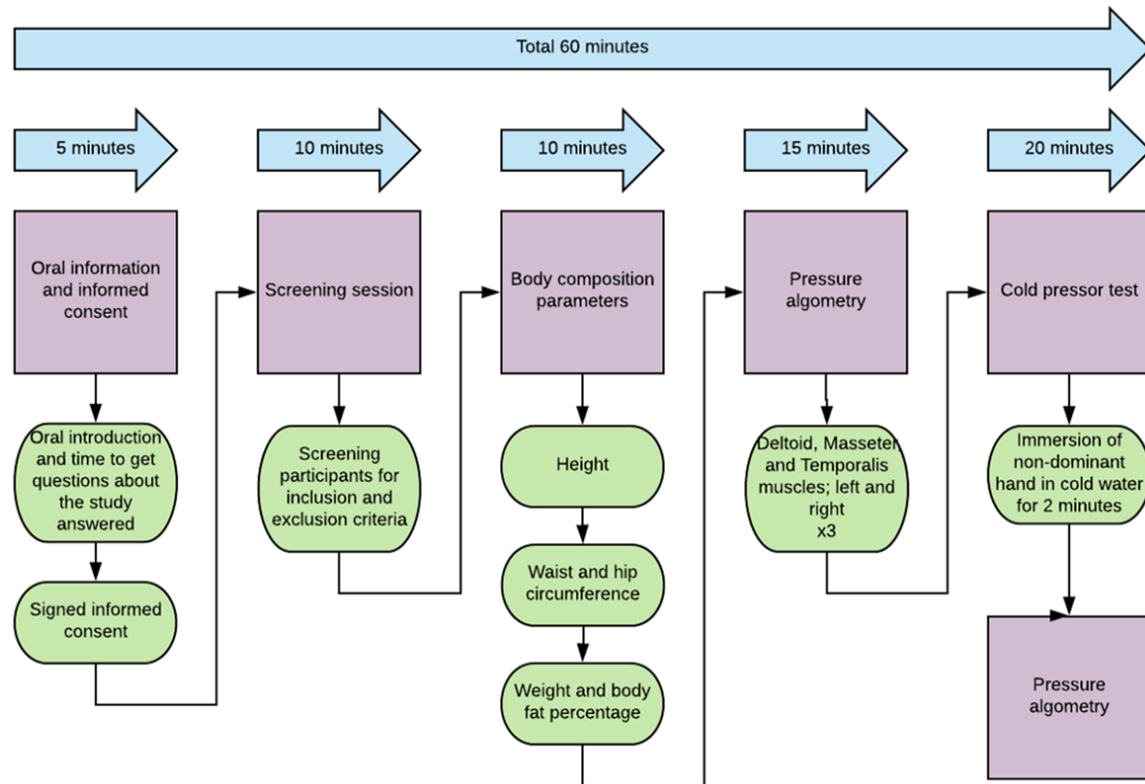 Total 60 minutes
5 minutes
10 minutes
10 minutes
15 minutes
20 minutes
Oral information
and informed
consent
Screening session
Body composition
parameters
Pressure
algometry
Cold pressor test
Oral introduction
and time to get
questions about
the study
answered
Signed informed
consent
Screening
participants for
inclusion and
exclusion criteria
Height
Waist and hip
circumference
Weight and body
fat percentage
Deltoid, Masseter,
and Temporalis
muscles; left and
right
x3
Immersion of
non-dominant
hand in cold water
for 2 minutes
Pressure
algometry